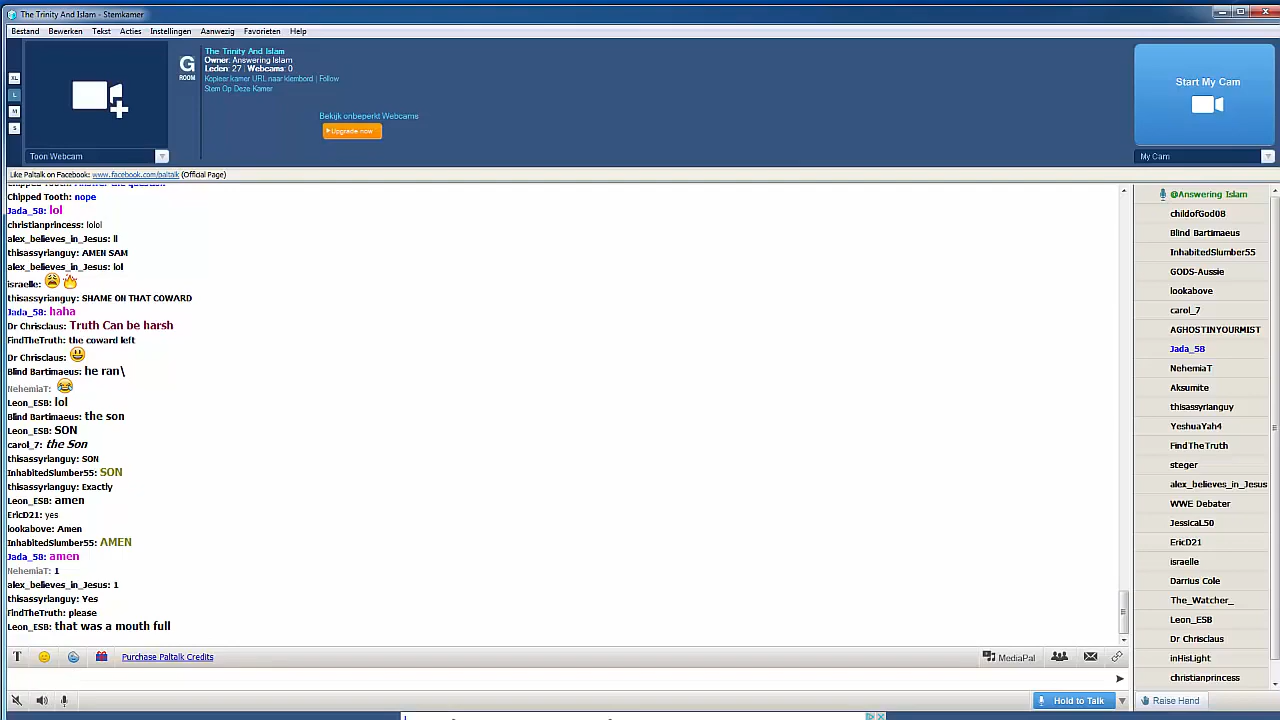 The Trinity And Islam - Stemkamer
Bestand Bewerken Tekst Acties Instellingen Aanwezig Favorieten Help
XL
L
M
S
Toon Webcam
G
ROOM
The Trinity And Islam
Owner: Answering Islam
Leden: 27 | Webcams: 0
Kopieer kamer URL naar klembord | Follow
Stem Op Deze Kamer
Bekijk onbeperkt Webcams
Upgrade now
Start My Cam
My Cam
Like Paltalk on Facebook: www.facebook.com/paltalk (Official Page)
Chipped Tooth: Answer the question
Chipped Tooth: nope
Jada_58: lol
christianprincess: lolol
alex_believes_in_Jesus: ll
thisassyrianguy: AMEN SAM
alex_believes_in_Jesus: lol
israelle:
thisassyrianguy: SHAME ON THAT COWARD
Jada_58: haha
Dr Chrisclaus: Truth Can be harsh
FindTheTruth: the coward left
Dr Chrisclaus:
Blind Bartimaeus: he ran\
NehemiaT:
Leon_ESB: lol
Blind Bartimaeus: the son
Leon_ESB: SON
carol_7: the Son
thisassyrianguy: SON
InhabitedSlumber55: SON
thisassyrianguy: Exactly
Leon_ESB: amen
EricD21: yes
lookabove: Amen
InhabitedSlumber55: AMEN
Jada_58: amen
NehemiaT: 1
alex_believes_in_Jesus: 1
thisassyrianguy: Yes
FindTheTruth: please
Leon_ESB: that was a mouth full
@Answering Islam
childofGod08
Blind Bartimaeus
InhabitedSlumber55
GODS-Aussie
lookabove
carol_7
AGHOSTINYOURMIST
Jada_58
NehemiaT
Aksumite
thisassyrianguy
YeshuaYah4
FindTheTruth
steger
alex_believes_in_Jesus
WWE Debater
JessicaL50
EricD21
israelle
Darrius Cole
The_Watcher_
Leon_ESB
Dr Chrisclaus
inHisLight
christianprincess
T Purchase Paltalk Credits MediaPal
Hold to Talk Raise Hand